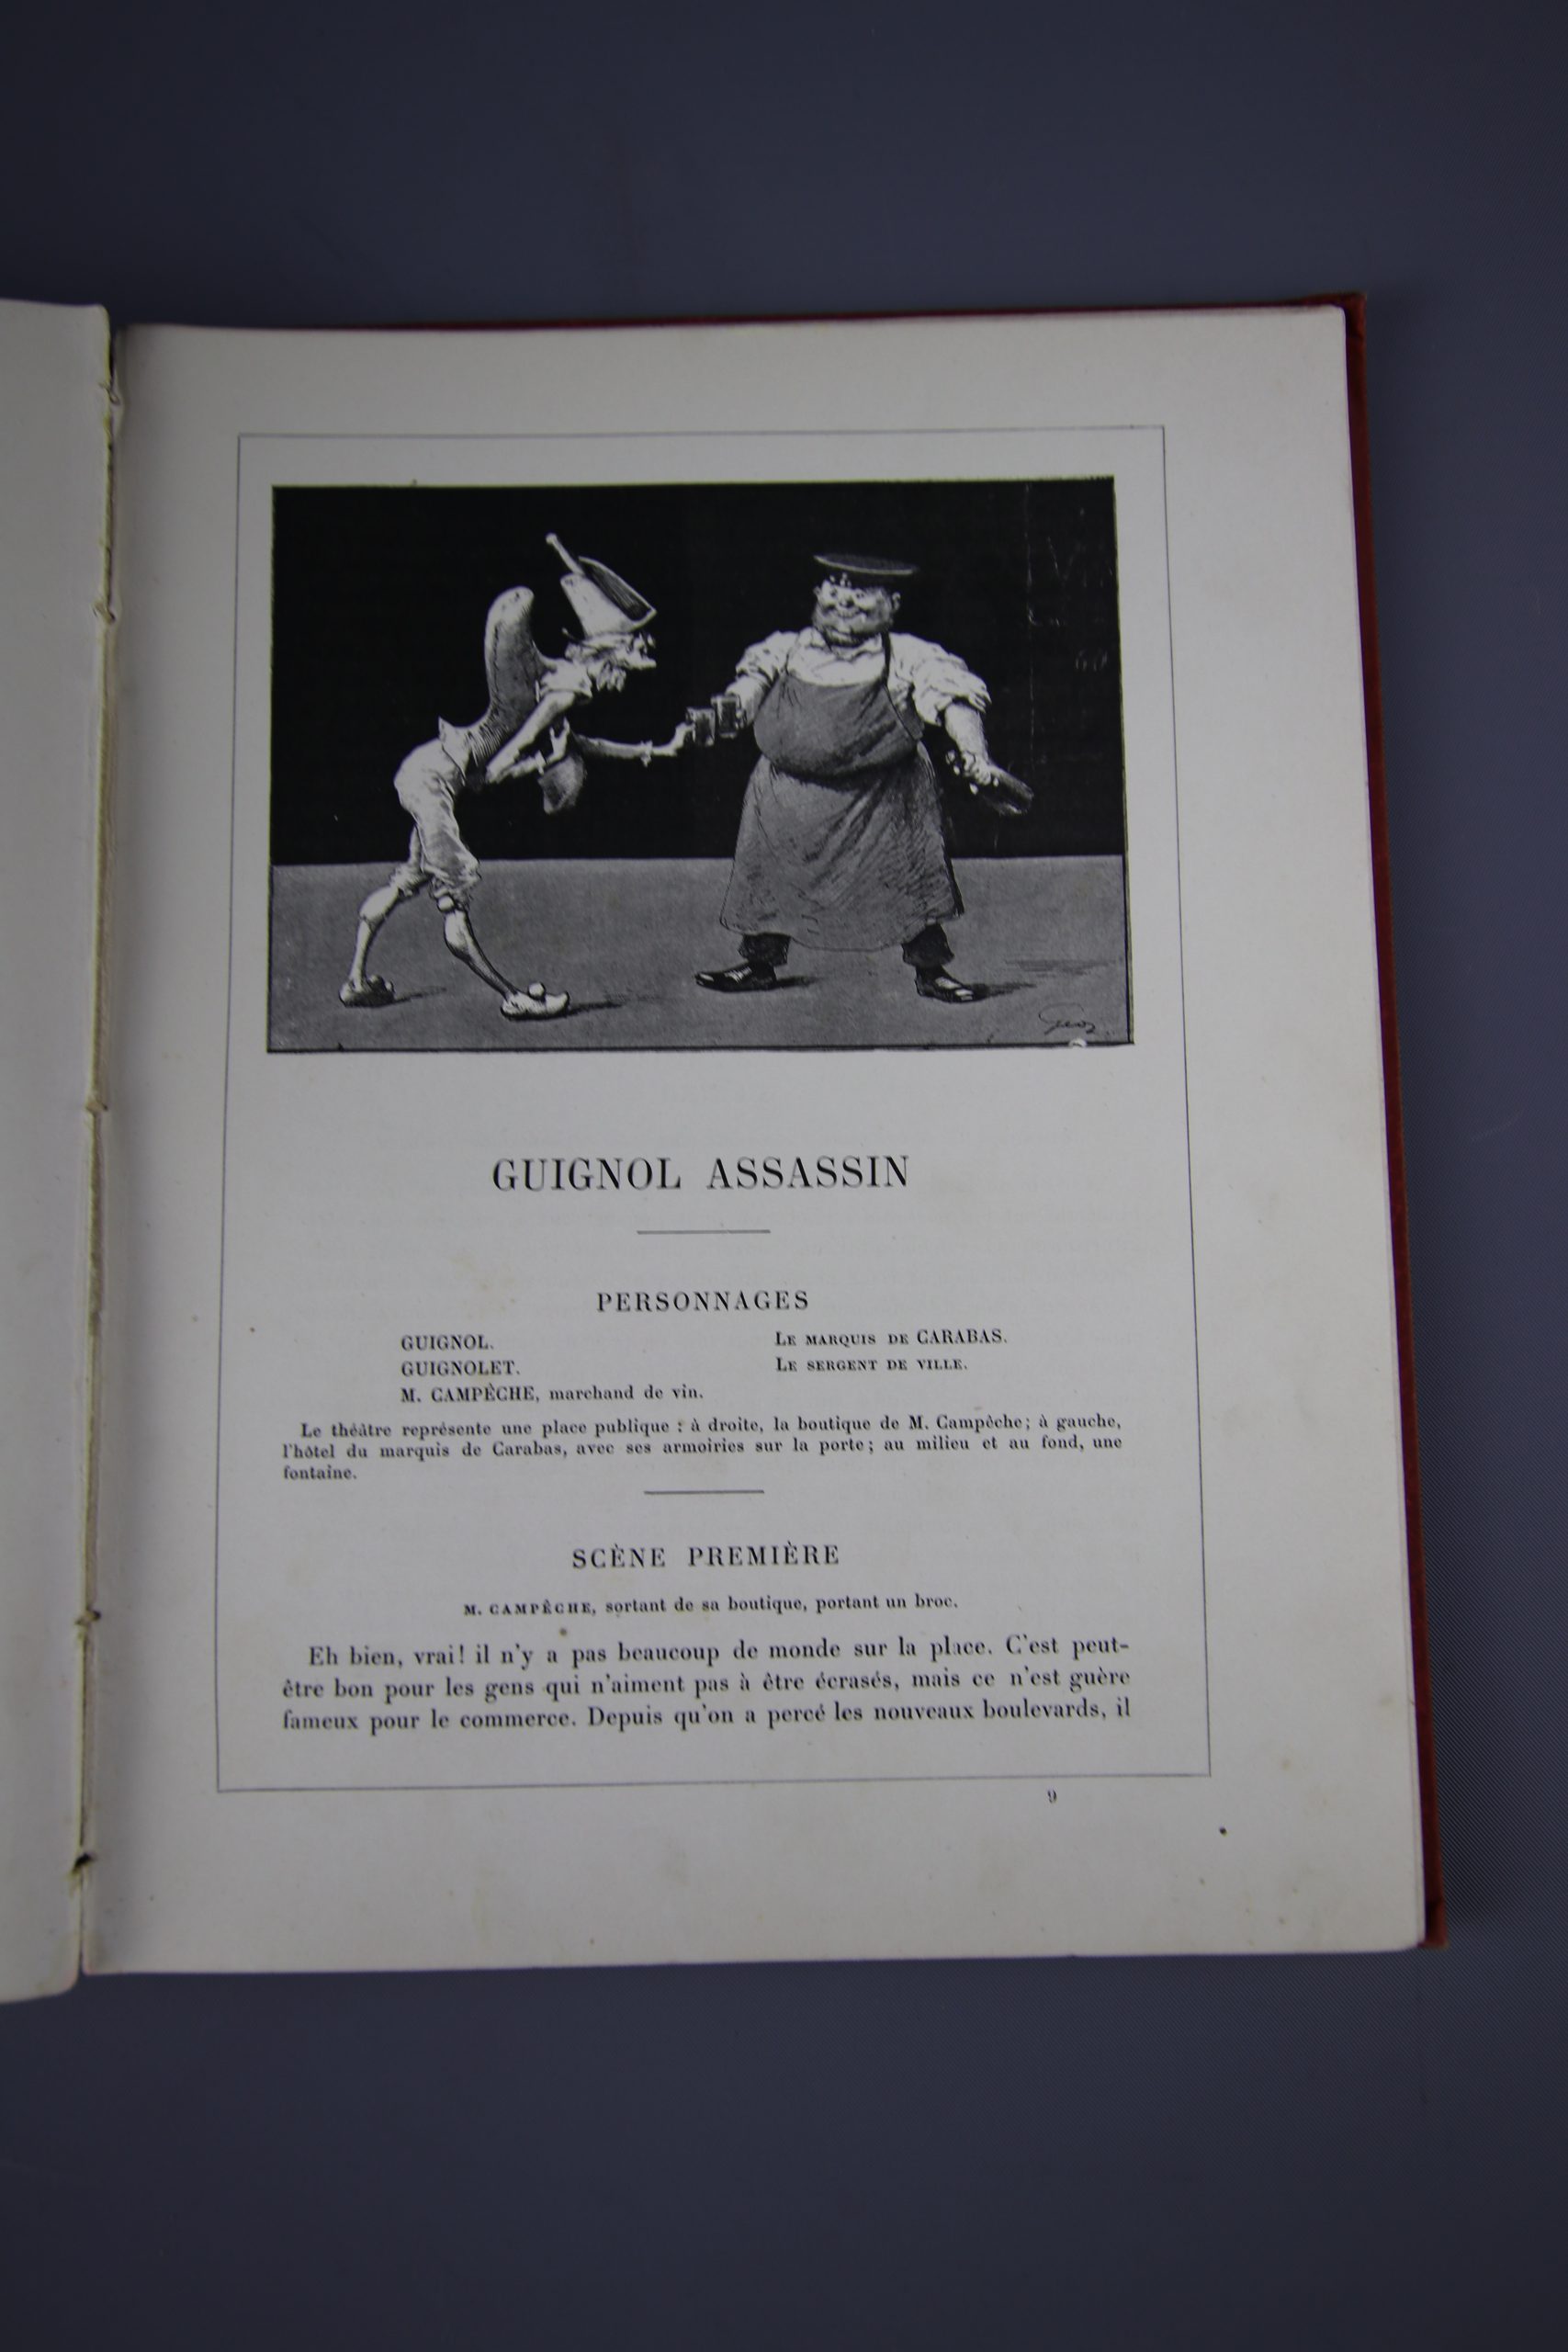 GUIGNOL ASSASSIN
PERSONNAGES
GUIGNOL.
GUIGNOLET.
M. CAMPÊCHE, marchand de vin.
LE MARQUIS DE CARABAS.
LE SERGENT DE VILLE.
Le théâtre représente une place publique : à droite, la boutique de M. Campêche ; à gauche,
l'hôtel du marquis de Carabas, avec ses armoiries sur la porte ; au milieu et au fond, une
fontaine.
SCÈNE PREMIÈRE
M. CAMPÊCHE, sortant de sa boutique, portant un broc.
Eh bien, vrai! il n'y a pas beaucoup de monde sur la place. C'est peut-
être bon pour les gens qui n'aiment pas à être écrasés, mais ce n'est guère
fameux pour le commerce. Depuis qu'on a percé les nouveaux boulevards, il
9